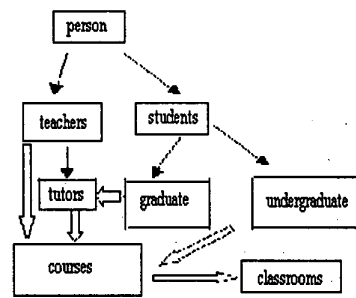 person
teachers
students
tutors
graduate
undergraduate
courses
classrooms